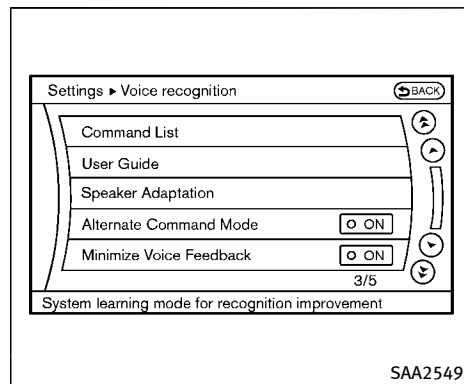 Settings ▸ Voice recognition
BACK
Command List
User Guide
Speaker Adaptation
Alternate Command Mode
ON
Minimize Voice Feedback
ON
3/5
System learning mode for recognition improvement
SAA2549